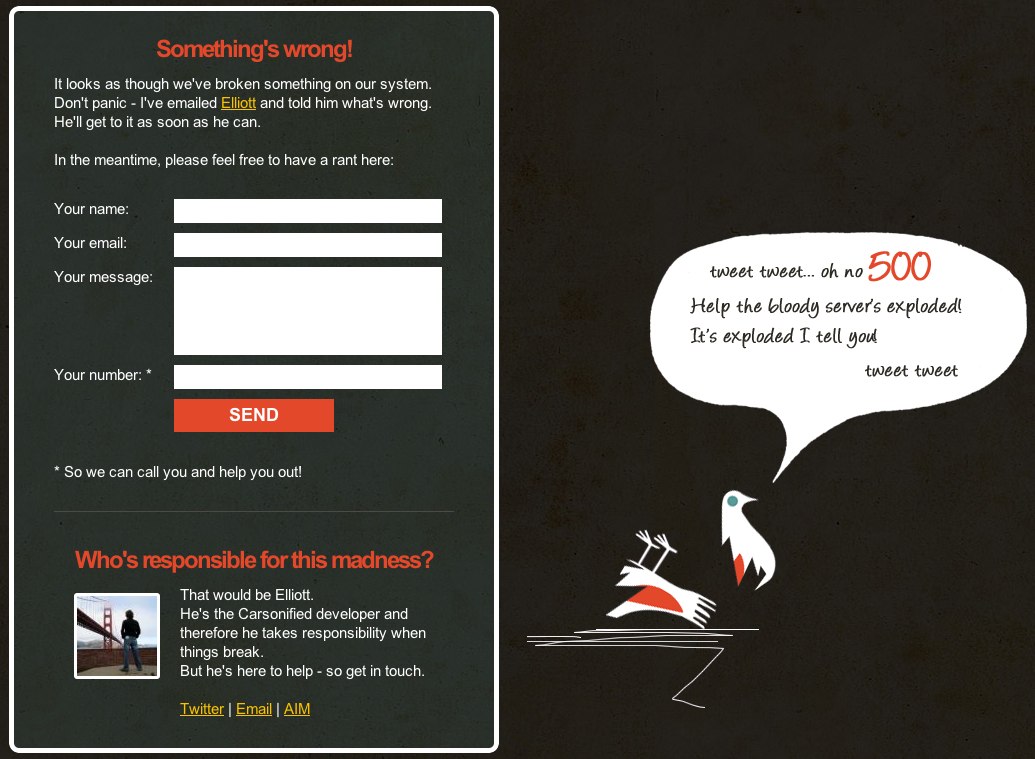 Something's wrong!
It looks as though we've broken something on our system.
Don't panic - I've emailed Elliott and told him what's wrong.
He'll get to it as soon as he can.
In the meantime, please feel free to have a rant here:
Your name:
Your email:
Your message:
Your number: *
SEND
* So we can call you and help you out!
Who's responsible for this madness?
That would be Elliott.
He's the Carsonified developer and
therefore he takes responsibility when
things break.
But he's here to help - so get in touch.
Twitter | Email | AIM
tweet tweet... oh no 500
Help the bloody server's exploded!
It's exploded I tell you!
tweet tweet